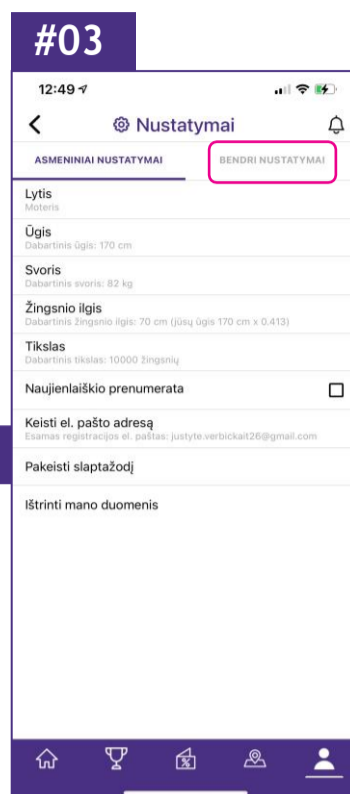 #03
12:49
Nustatymai
ASMENINIAI NUSTATYMAI
BENDRI NUSTATYMAI
Lytis
Moteris
Ūgis
Dabartinis ūgis: 170 cm
Svoris
Dabartinis svoris: 82 kg
Žingsnio ilgis
Dabartinis žingsnio ilgis: 70 cm (jūsų ūgis 170 cm x 0.413)
Tikslas
Dabartinis tikslas: 10000 žingsnių
Naujienlaiškio prenumerata
Keisti el. pašto adresą
Esamas registracijos el. paštas: justyte.verbickait26@gmail.com
Pakeisti slaptažodį
Ištrinti mano duomenis